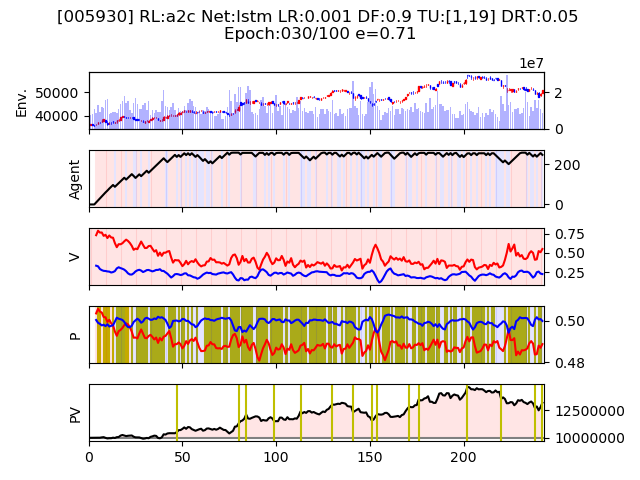 [005930] RL:a2c Net:lstm LR:0.001 DF:0.9 TU:[1,19] DRT:0.05
Epoch:030/100 e=0.71
1e7
Env.
50000
40000
2
0
Agent
200
0
V
0.75
0.50
0.25
P
0.50
0.48
PV
12500000
10000000
0 50 100 150 200